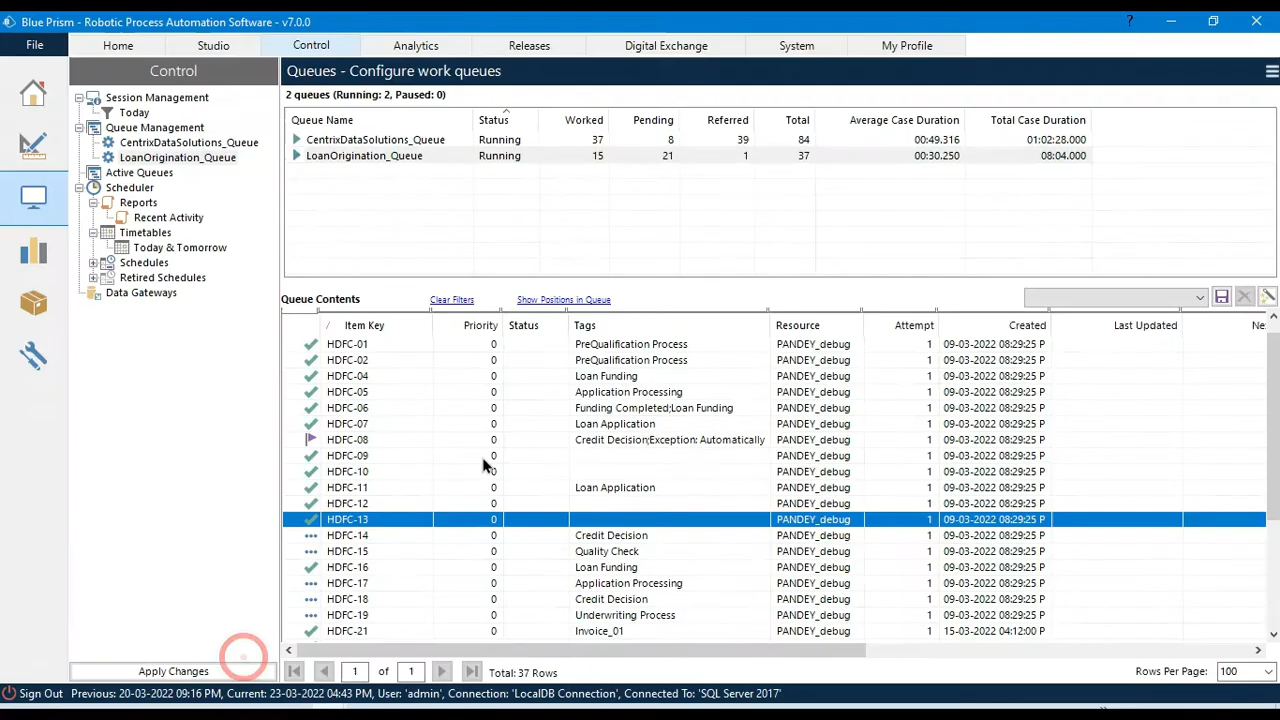 Blue Prism - Robotic Process Automation Software - v7.0.0
?
File Home Studio Control Analytics Releases Digital Exchange System My Profile
Control
Session Management
Today
Queue Management
CentrixDataSolutions_Queue
LoanOrigination_Queue
Active Queues
Scheduler
Reports
Recent Activity
Timetables
Today & Tomorrow
Schedules
Retired Schedules
Data Gateways
Apply Changes
Queues - Configure work queues
2 queues (Running: 2, Paused: 0)
Queue Name Status Worked Pending Referred Total Average Case Duration Total Case Duration
CentrixDataSolutions_Queue Running 37 8 39 84 00:49.316 01:02:28.000
LoanOrigination_Queue Running 15 21 1 37 00:30.250 08:04.000
Queue Contents Clear Filters Show Positions in Queue
/ Item Key Priority Status Tags Resource Attempt Created Last Updated Ne
HDFC-01 0 PreQualification Process PANDEY_debug 1 09-03-2022 08:29:25 P
HDFC-02 0 PreQualification Process PANDEY_debug 1 09-03-2022 08:29:25 P
HDFC-04 0 Loan Funding PANDEY_debug 1 09-03-2022 08:29:25 P
HDFC-05 0 Application Processing PANDEY_debug 1 09-03-2022 08:29:25 P
HDFC-06 0 Funding Completed;Loan Funding PANDEY_debug 1 09-03-2022 08:29:25 P
HDFC-07 0 Loan Application PANDEY_debug 1 09-03-2022 08:29:25 P
HDFC-08 0 Credit Decision;Exception: Automatically PANDEY_debug 1 09-03-2022 08:29:25 P
HDFC-09 0 PANDEY_debug 1 09-03-2022 08:29:25 P
HDFC-10 0 PANDEY_debug 1 09-03-2022 08:29:25 P
HDFC-11 0 Loan Application PANDEY_debug 1 09-03-2022 08:29:25 P
HDFC-12 0 PANDEY_debug 1 09-03-2022 08:29:25 P
HDFC-13 0 PANDEY_debug 1 09-03-2022 08:29:25 P
HDFC-14 0 Credit Decision PANDEY_debug 1 09-03-2022 08:29:25 P
HDFC-15 0 Quality Check PANDEY_debug 1 09-03-2022 08:29:25 P
HDFC-16 0 Loan Funding PANDEY_debug 1 09-03-2022 08:29:25 P
HDFC-17 0 Application Processing PANDEY_debug 1 09-03-2022 08:29:25 P
HDFC-18 0 Credit Decision PANDEY_debug 1 09-03-2022 08:29:25 P
HDFC-19 0 Underwriting Process PANDEY_debug 1 09-03-2022 08:29:25 P
HDFC-21 0 Invoice_01 PANDEY_debug 1 15-03-2022 04:12:00 P
1 of 1 Total: 37 Rows Rows Per Page: 100
Sign Out Previous: 20-03-2022 09:16 PM, Current: 23-03-2022 04:43 PM, User: 'admin', Connection: 'LocalDB Connection', Connected To: 'SQL Server 2017'